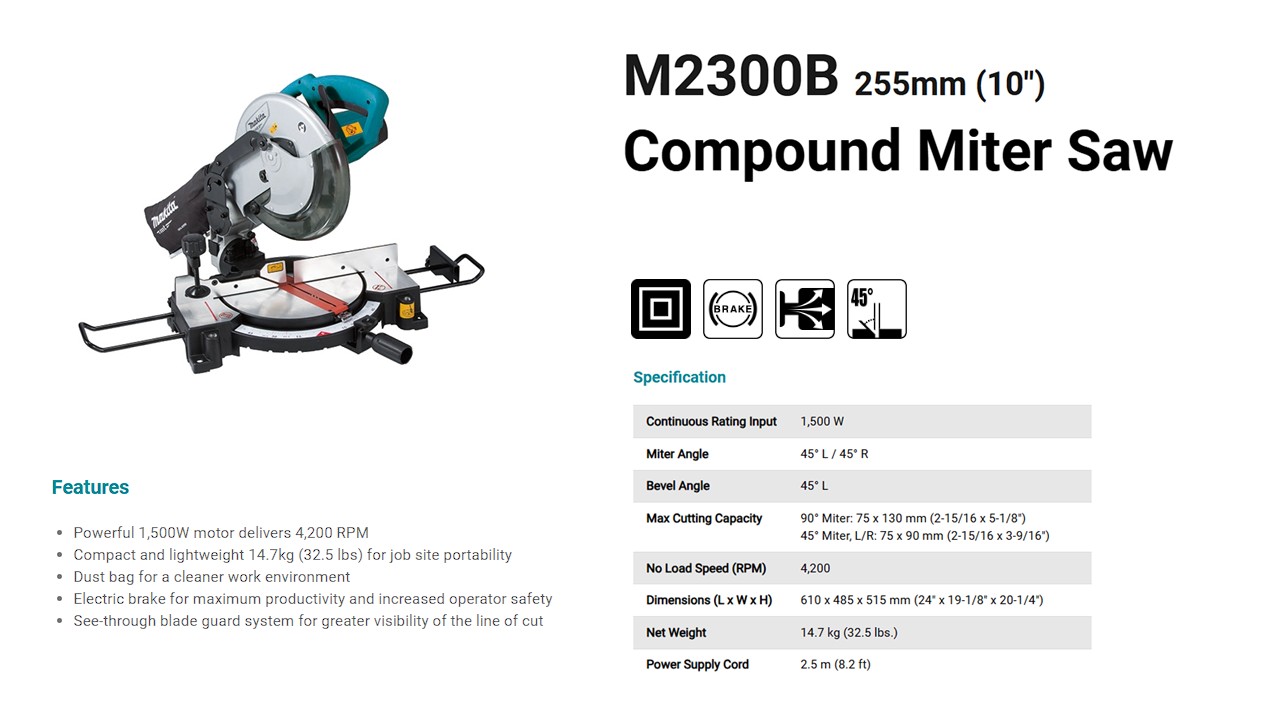 M2300B 255mm (10")
Compound Miter Saw
Makita
Makita
BRAKE
45°
Specification
Continuous Rating Input 1,500 W
Miter Angle 45° L / 45° R
Bevel Angle 45° L
Max Cutting Capacity 90° Miter: 75 x 130 mm (2-15/16 x 5-1/8")
45° Miter, L/R: 75 x 90 mm (2-15/16 x 3-9/16")
No Load Speed (RPM) 4,200
Dimensions (L x W x H) 610 x 485 x 515 mm (24" x 19-1/8" x 20-1/4")
Net Weight 14.7 kg (32.5 lbs.)
Power Supply Cord 2.5 m (8.2 ft)
Features
Powerful 1,500W motor delivers 4,200 RPM
Compact and lightweight 14.7kg (32.5 lbs) for job site portability
Dust bag for a cleaner work environment
Electric brake for maximum productivity and increased operator safety
See-through blade guard system for greater visibility of the line of cut